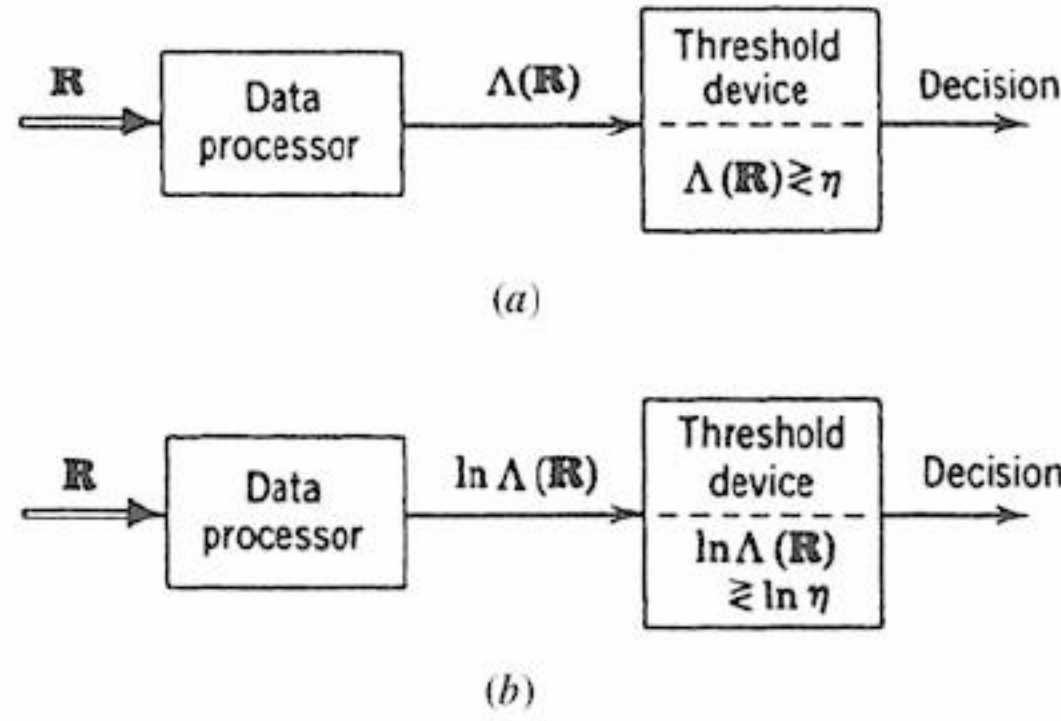 ℝ
Data
processor
Λ(ℝ)
Threshold
device
Λ(ℝ)≷η
Decision
(a)
ℝ
Data
processor
ln Λ(ℝ)
Threshold
device
ln Λ(ℝ)
≷ ln η
Decision
(b)